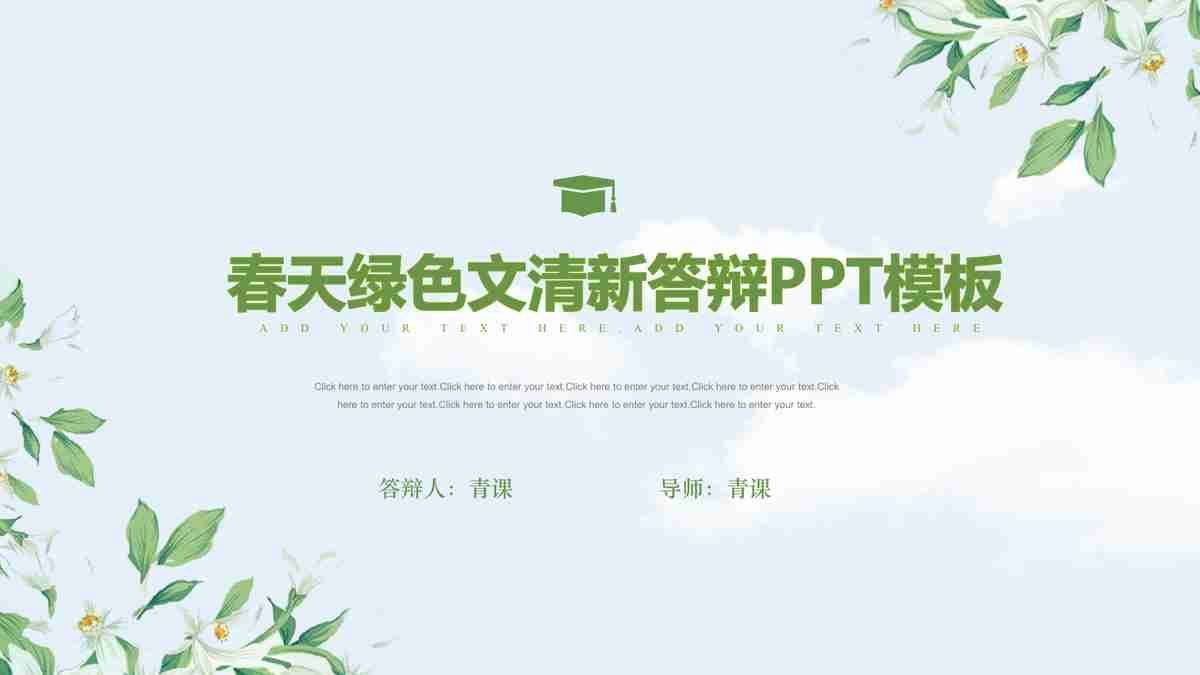 春天绿色文清新答辩PPT模板
ADD YOUR TEXT HERE.ADD YOUR TEXT HERE
Click here to enter your text.Click here to enter your text.Click here to enter your text.Click here to enter your text.Click
here to enter your text.Click here to enter your text.Click here to enter your text.Click here to enter your text.
答辩人：青课
导师：青课